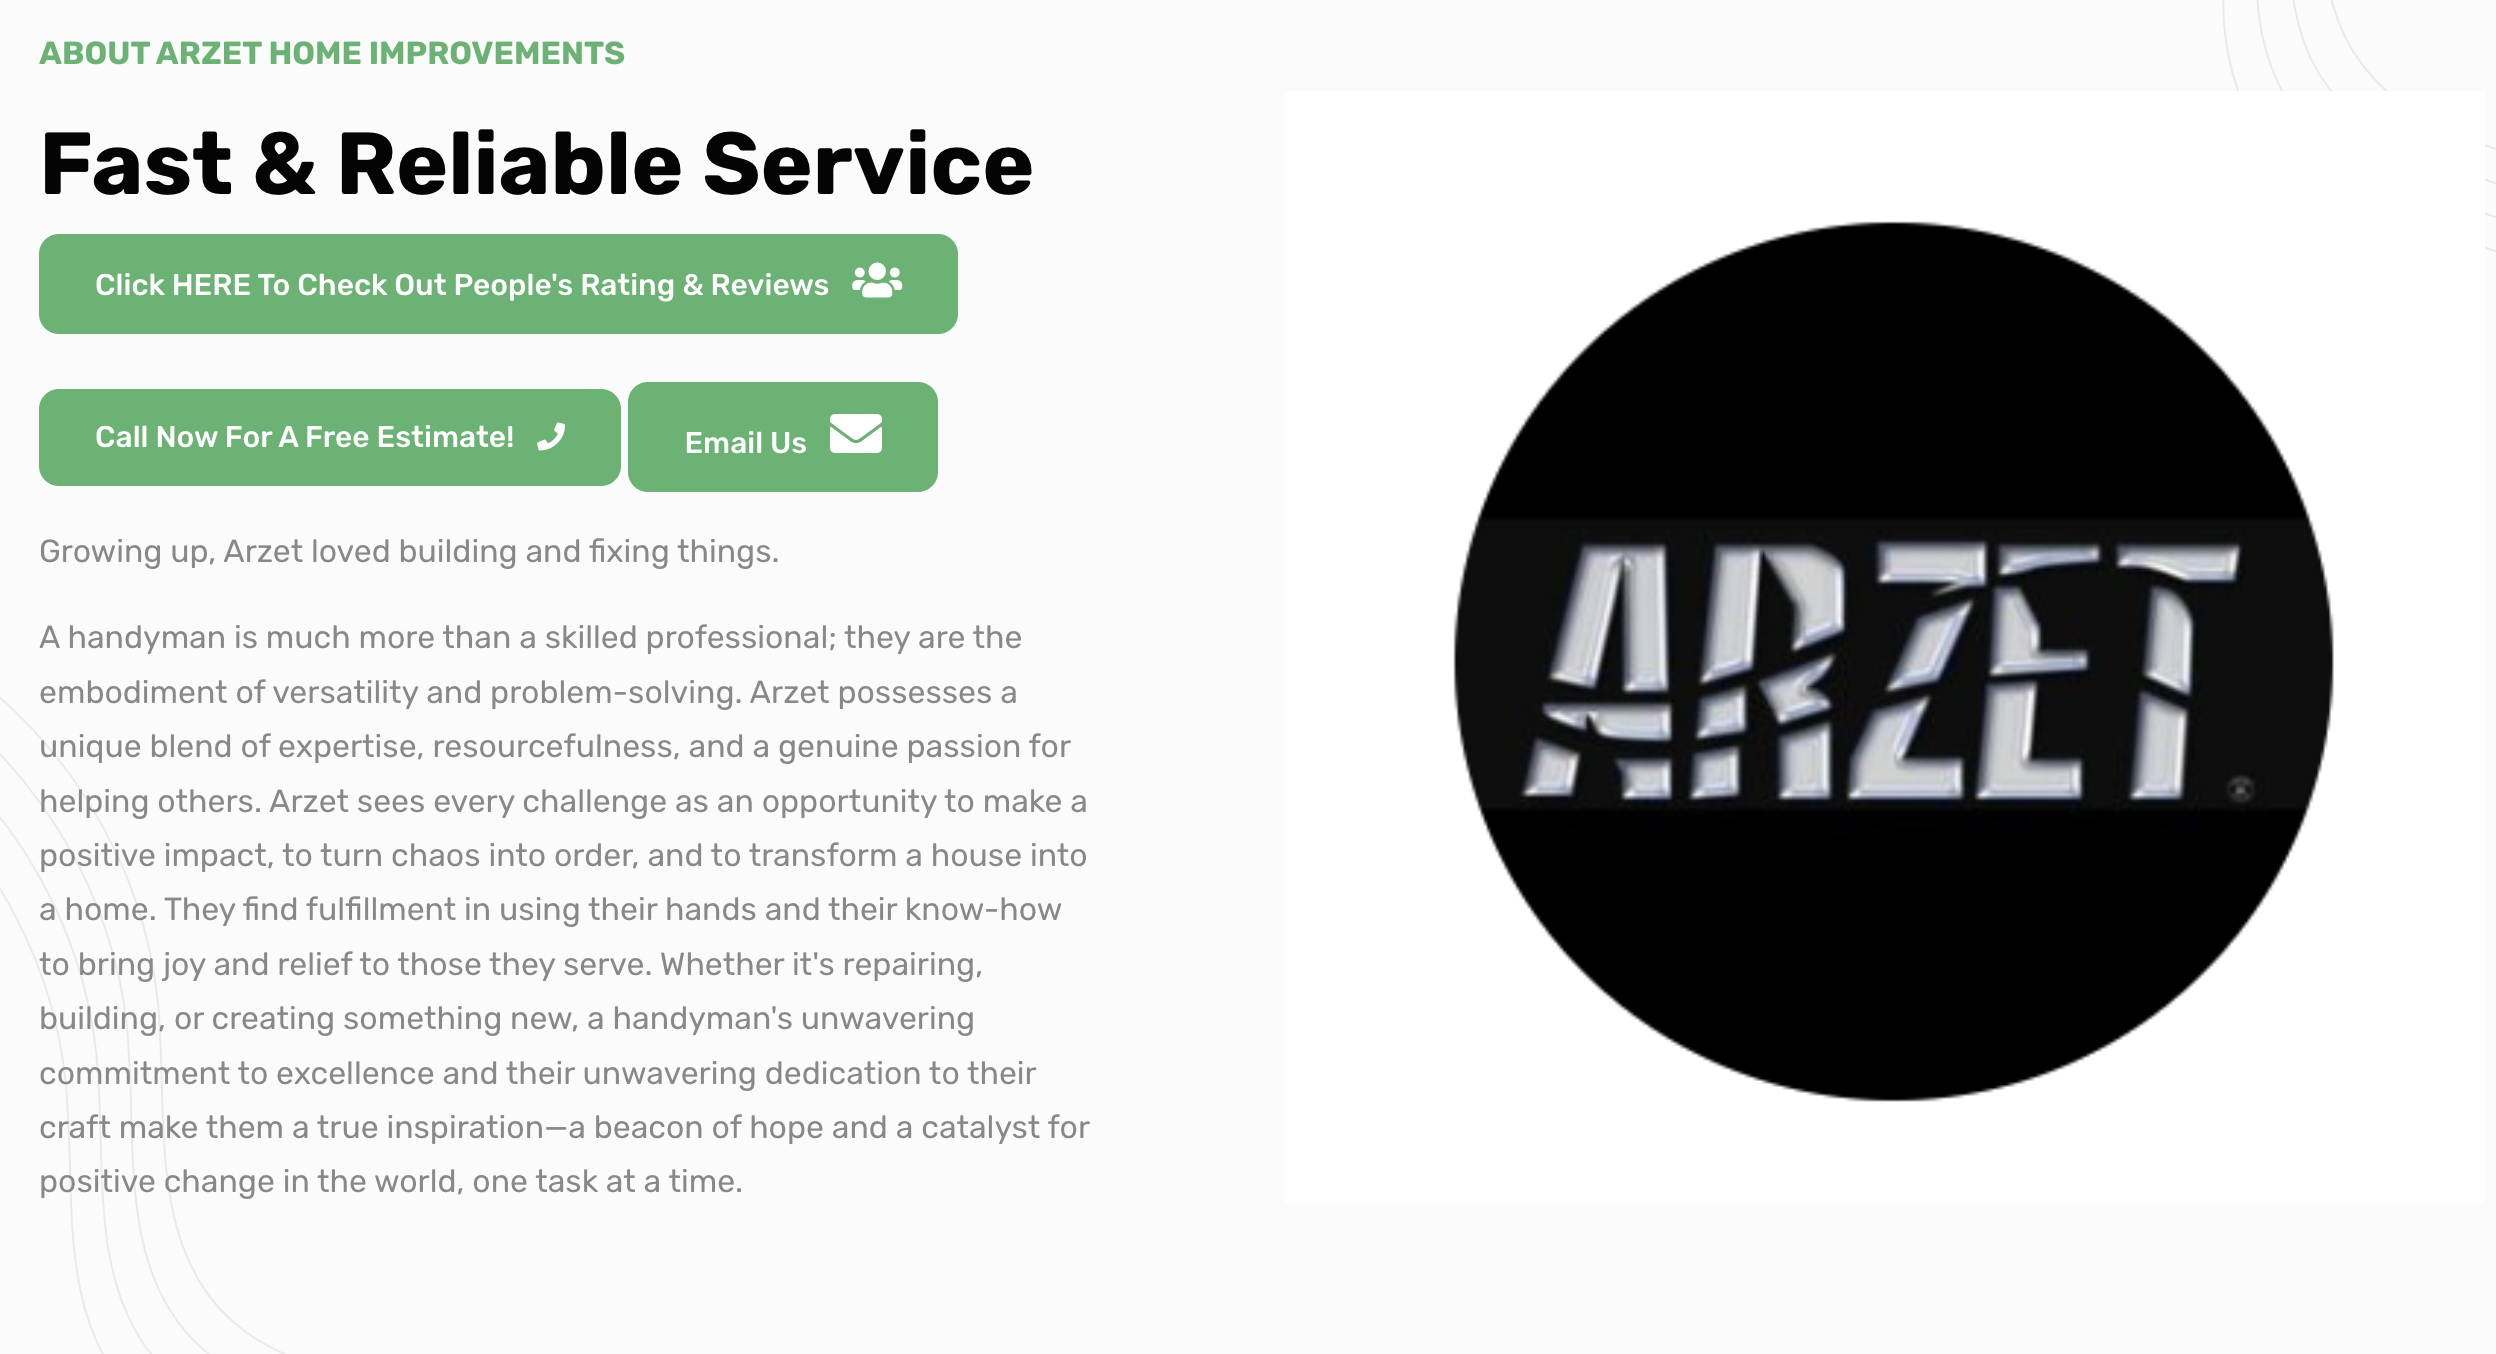 ABOUT ARZET HOME IMPROVEMENTS
Fast & Reliable Service
Click HERE To Check Out People's Rating & Reviews
Call Now For A Free Estimate!
Email Us
Growing up, Arzet loved building and fixing things.
A handyman is much more than a skilled professional; they are the
embodiment of versatility and problem-solving. Arzet possesses a
unique blend of expertise, resourcefulness, and a genuine passion for
helping others. Arzet sees every challenge as an opportunity to make a
positive impact, to turn chaos into order, and to transform a house into
a home. They find fulfillment in using their hands and their know-how
to bring joy and relief to those they serve. Whether it's repairing,
building, or creating something new, a handyman's unwavering
commitment to excellence and their unwavering dedication to their
craft make them a true inspiration—a beacon of hope and a catalyst for
positive change in the world, one task at a time.
ARZET®